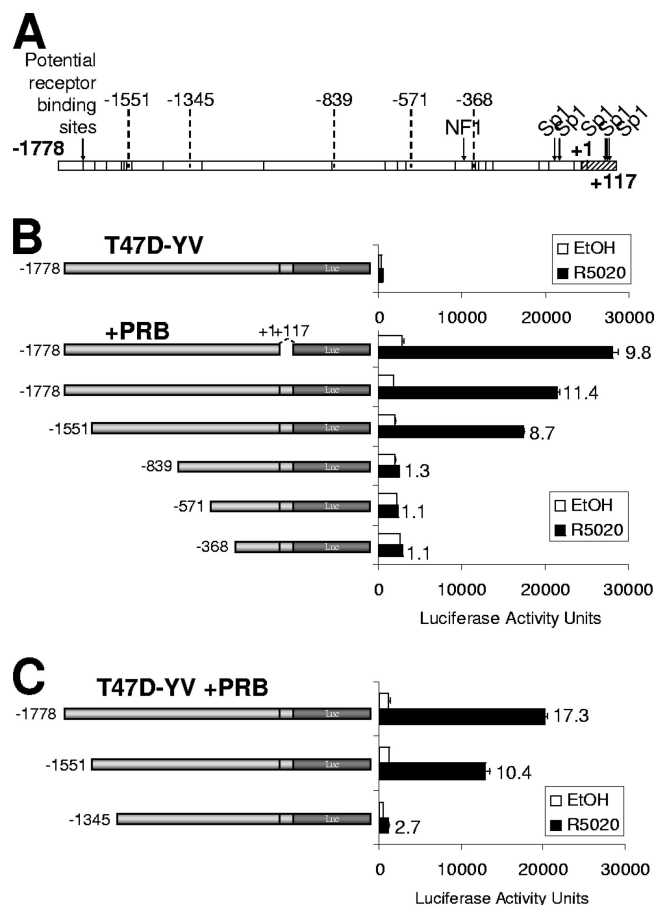 A
Potential
receptor
binding
sites
-1551
-1345
-839
-571
-368
NF1
Sp1
Sp1
Sp1
Sp1
Sp1
-1778
+1
+117
B
T47D-YV
-1778
Luc
EtOH
R5020
0
10000
20000
30000
+PRB
+1
+117
-1778
Luc
9.8
-1778
Luc
11.4
-1551
Luc
8.7
-839
Luc
1.3
-571
Luc
1.1
-368
Luc
1.1
EtOH
R5020
0
10000
20000
30000
Luciferase Activity Units
C
T47D-YV +PRB
-1778
Luc
17.3
-1551
Luc
10.4
-1345
Luc
2.7
EtOH
R5020
0
10000
20000
30000
Luciferase Activity Units